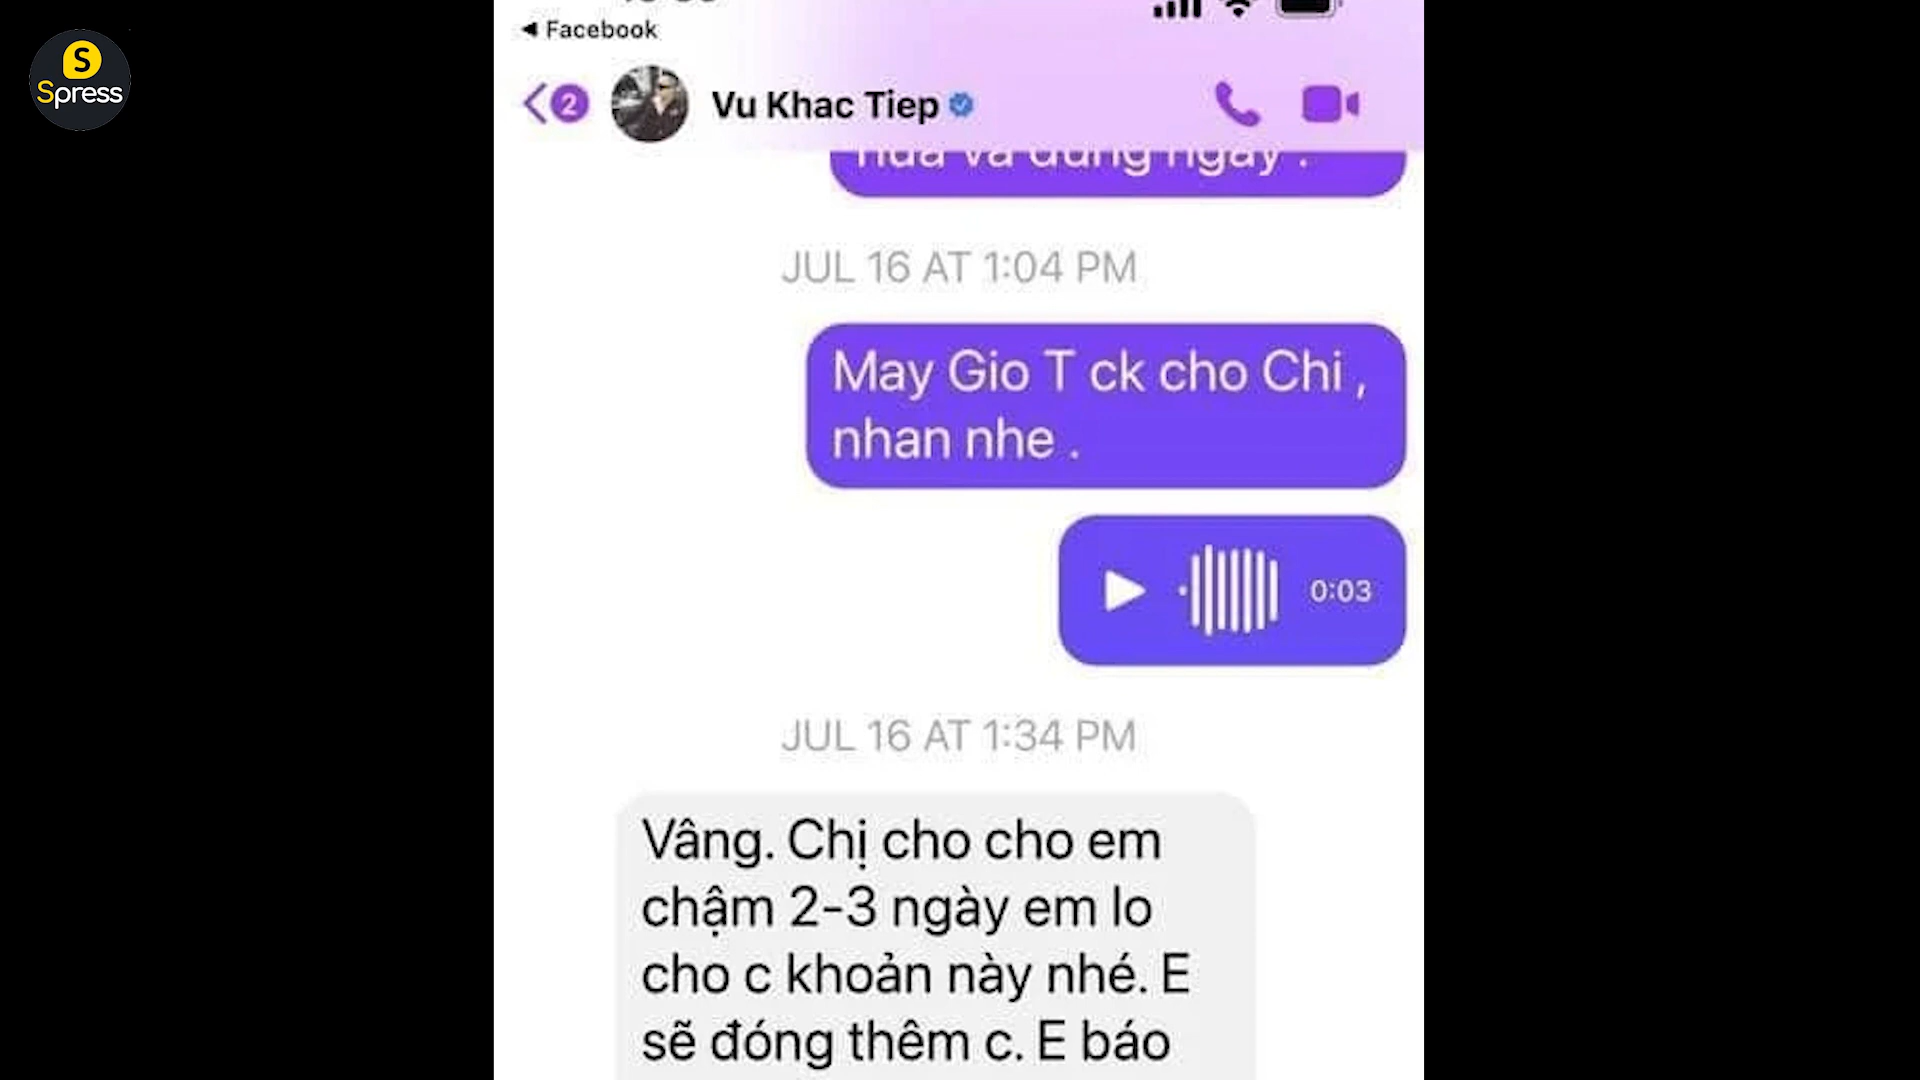 S
Spress
Facebook
2
Vu Khac Tiep
JUL 16 AT 1:04 PM
May Gio T ck cho Chi ,
nhan nhe .
0:03
JUL 16 AT 1:34 PM
Vâng. Chị cho cho em
chậm 2-3 ngày em lo
cho c khoản này nhé. E
sẽ đóng thêm c. E báo